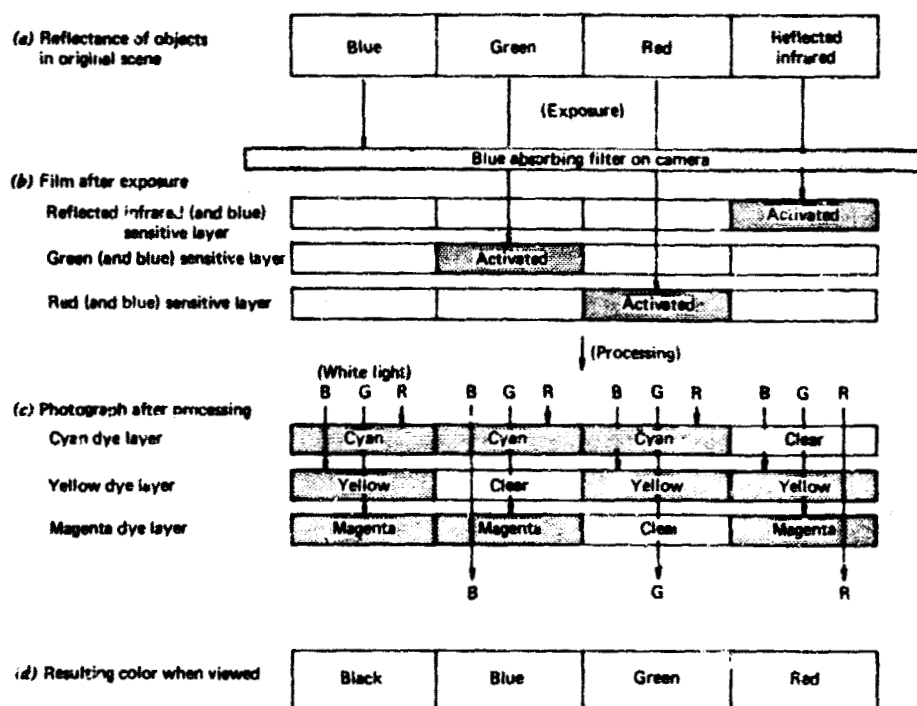 (a) Reflectance of objects
in original scene
Blue Green Red Reflected
infrared
(Exposure)
Blue absorbing filter on camera
(b) Film after exposure
Reflected infrared (and blue)
sensitive layer
Activated
Green (and blue) sensitive layer
Activated
Red (and blue) sensitive layer
Activated
(Processing)
(White light)
B G R B G R B G R B G R
(c) Photograph after processing
Cyan dye layer Cyan Cyan Cyan Clear
Yellow dye layer Yellow Clear Yellow Yellow
Magenta dye layer Magenta Magenta Clear Magenta
B G R
(d) Resulting color when viewed Black Blue Green Red